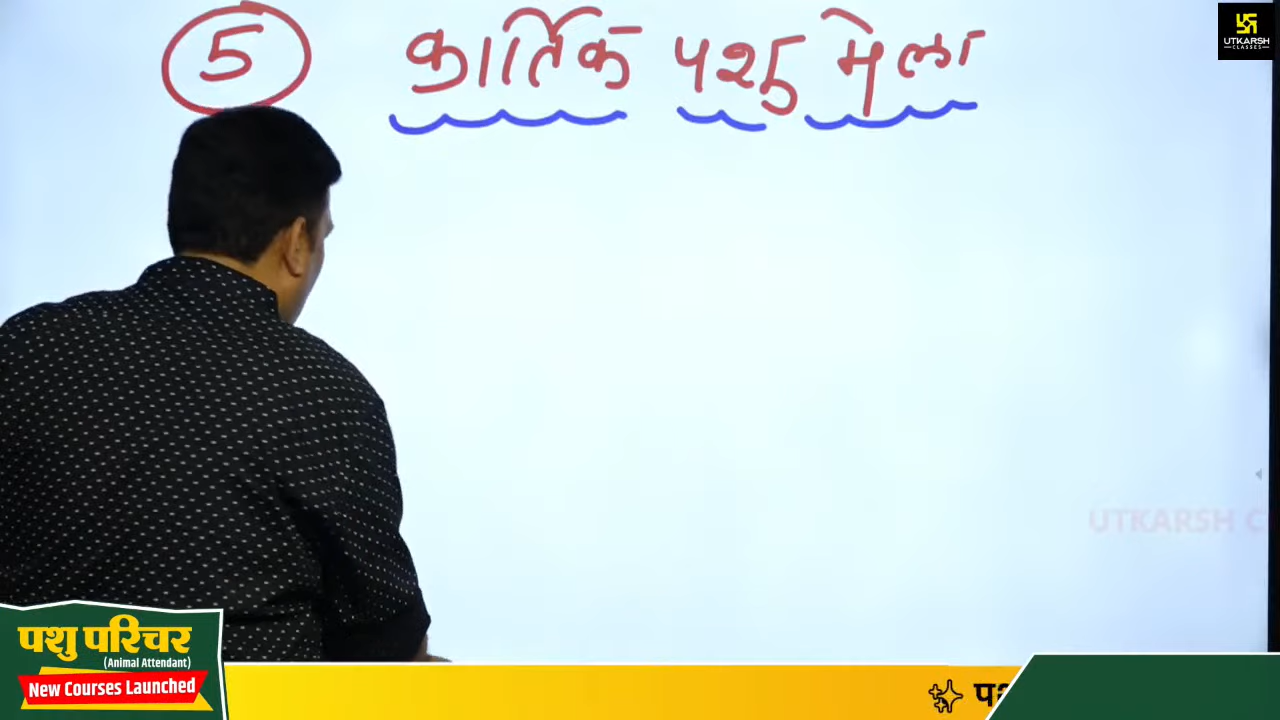 5 कार्तिक पशु मेला
UTKARSH
CLASSES
UTKARSH C
पशु परिचर
(Animal Attendant)
New Courses Launched